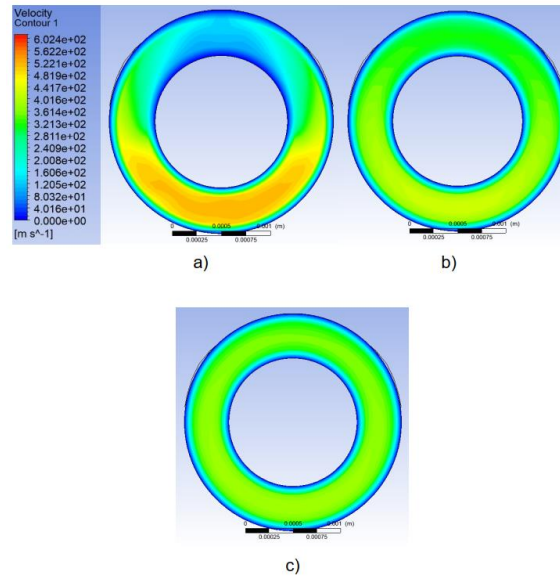 Velocity
Contour 1
6.024e+02
5.622e+02
5.221e+02
4.819e+02
4.417e+02
4.016e+02
3.614e+02
3.213e+02
2.811e+02
2.409e+02
2.008e+02
1.606e+02
1.205e+02
8.032e+01
4.016e+01
0.000e+00
[m s^-1]
0 0.0005 0.001 (m)
0.00025 0.00075
0 0.0005 0.001 (m)
0.00025 0.00075
a) b)
0 0.0005 0.001 (m)
0.00025 0.00075
c)